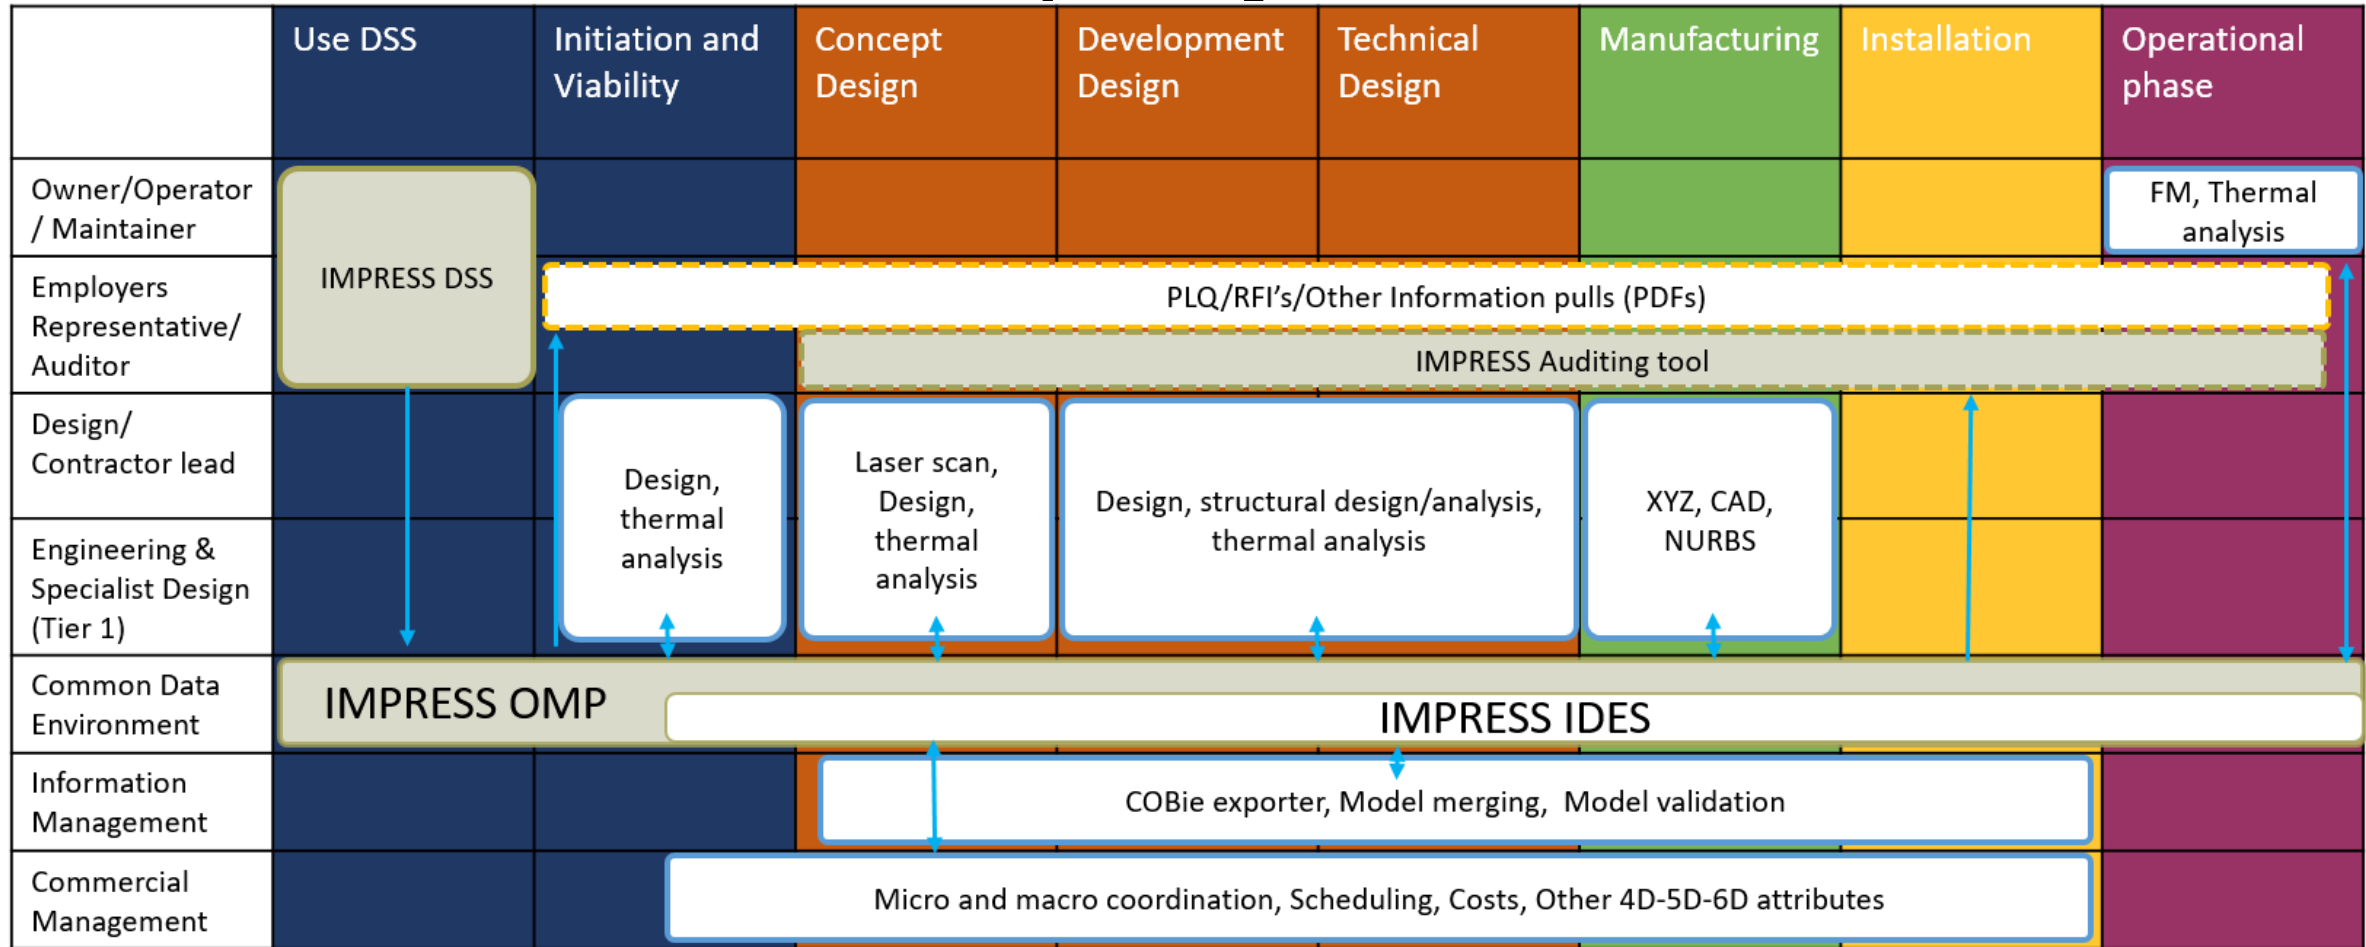 Use DSS
Initiation and
Viability
Concept
Design
Development
Design
Technical
Design
Manufacturing
Installation
Operational
phase
Owner/Operator
/ Maintainer
IMPRESS DSS
FM, Thermal
analysis
Employers
Representative/
Auditor
PLQ/RFI’s/Other Information pulls (PDFs)
IMPRESS Auditing tool
Design/
Contractor lead
Design,
thermal
analysis
Laser scan,
Design,
thermal
analysis
Design, structural design/analysis,
thermal analysis
XYZ, CAD,
NURBS
Engineering &
Specialist Design
(Tier 1)
Common Data
Environment
IMPRESS OMP
IMPRESS IDES
Information
Management
COBie exporter, Model merging,  Model validation
Commercial
Management
Micro and macro coordination, Scheduling, Costs, Other 4D-5D-6D attributes